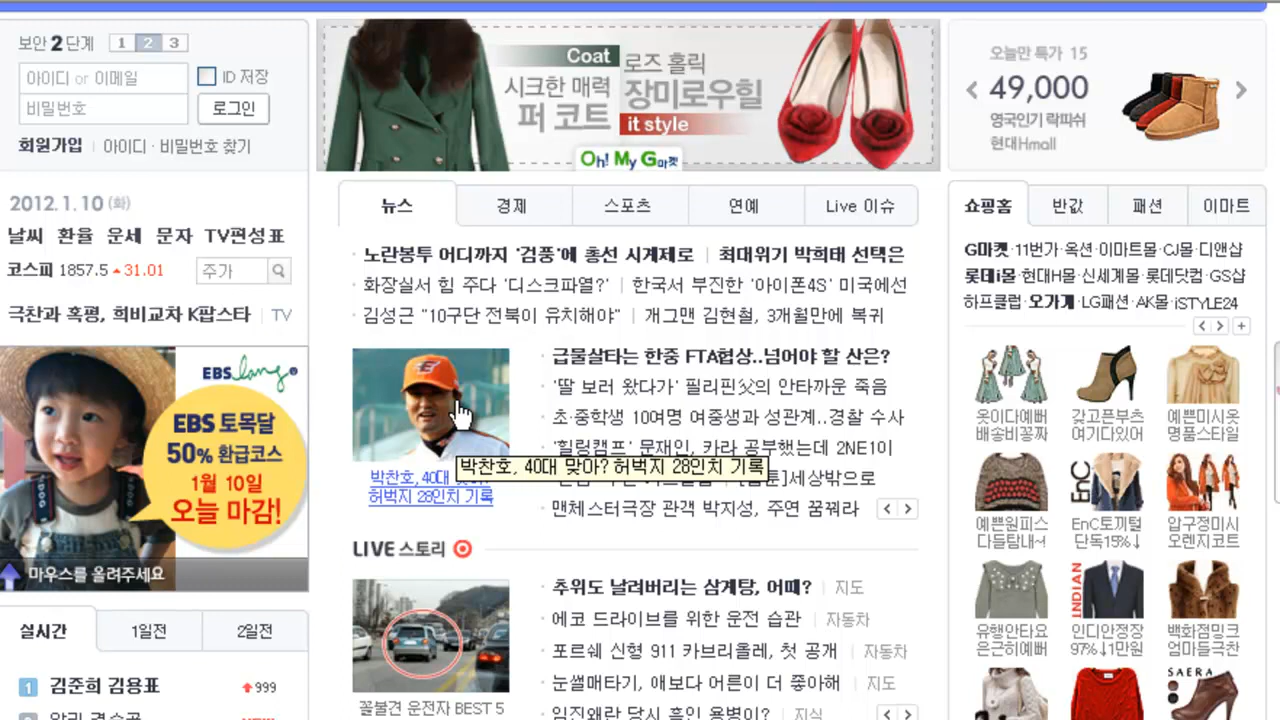 보안 2 단계 1 2 3
아이디 or 이메일
ID 저장
비밀번호
로그인
회원가입 아이디 · 비밀번호 찾기
Coat
시크한 매력
퍼 코트
로즈 홀릭
장미로우힐
it style
Oh! My G마켓
오늘만 특가 15
49,000
영국인기 락피쉬
현대Hmall
2012.1.10 (화)
날씨 환율 운세 문자 TV편성표
코스피 1857.5 31.01
주가
극찬과 혹평, 희비교차 K팝스타 TV
EBS lang
EBS 토목달
50% 환급코스
1월 10일
오늘 마감!
마우스를 올려주세요
실시간 1일전 2일전
1 김준희 김용표 999
뉴스 경제 스포츠 연예 Live 이슈
노란봉투 어디까지 '검풍'에 총선 시계제로 | 최대위기 박희태 선택은
화장실서 힘 주다 '디스크파열?' | 한국서 부진한 '아이폰4S' 미국에선
김성근 "10구단 전북이 유치해야" | 개그맨 김현철, 3개월만에 복귀
급물살타는 한중 FTA협상..넘어야 할 산은?
'딸 보러 왔다가' 필리핀父의 안타까운 죽음
초·중학생 10여명 여중생과 성관계..경찰 수사
'힐링캠프' 문재인, 카라 공부했는데 2NE1이
박찬호, 40대 맞아? 허벅지 28인치 기록
박찬호, 40대
허벅지 28인치 기록
]세상밖으로
맨체스터극장 관객 박지성, 주연 꿈꿔라
LIVE 스토리
추위도 날려버리는 삼계탕, 어때? 지도
에코 드라이브를 위한 운전 습관 자동차
포르쉐 신형 911 카브리올레, 첫 공개 자동차
눈썰매타기, 애보다 어른이 더 좋아해 지도
꼴불견 운전자 BEST 5
임진왜란 당시 흑인 용병이? 지식
쇼핑홈 반값 패션 이마트
G마켓·11번가·옥션·이마트몰·CJ몰·디앤샵
롯데i몰·현대H몰·신세계몰·롯데닷컴·GS샵
하프클럽·오가게·LG패션·AK몰·iSTYLE24
옷이다예뻐
배송비꽁짜
갖고픈부츠
여기다있어
예쁜미시옷
명품스타일
EnC
예쁜원피스
다들탐내~!
EnC토끼털
단독15%↓
압구정미시
오렌지코트
INDIAN
유행안타요
은근히예뻐
인디안정장
97%↓1만원
백화점밍크
엄마들극찬
SAERA